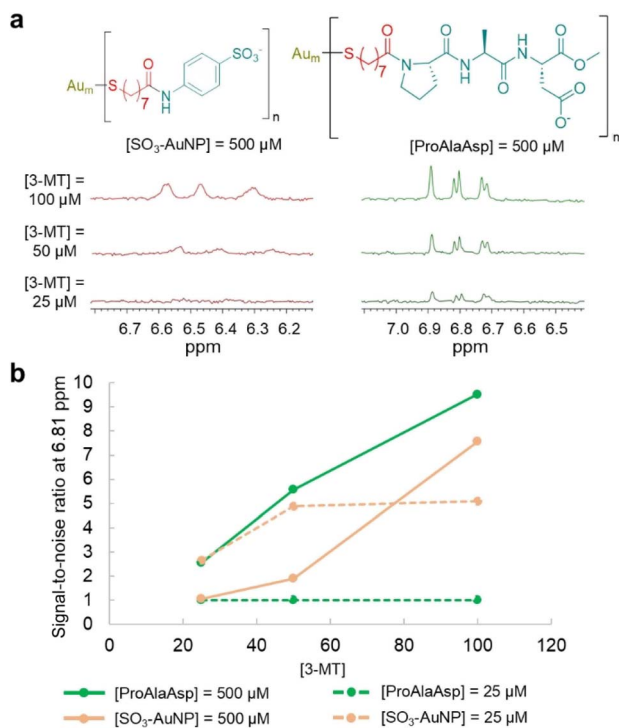 a
Au_m S 7 O N H SO₃⁻ n
Au_m S 7 O N O N H O H N O O O O⁻ n
[SO₃-AuNP] = 500 µM
[ProAlaAsp] = 500 µM
[3-MT] =
100 µM
[3-MT] =
50 µM
[3-MT] =
25 µM
6.7 6.6 6.5 6.4 6.3 6.2
ppm
7.0 6.9 6.8 6.7 6.6 6.5
ppm
b
Signal-to-noise ratio at 6.81 ppm
10
9
8
7
6
5
4
3
2
1
0
0 20 40 60 80 100 120
[3-MT]
[ProAlaAsp] = 500 µM
[ProAlaAsp] = 25 µM
[SO₃-AuNP] = 500 µM
[SO₃-AuNP] = 25 µM